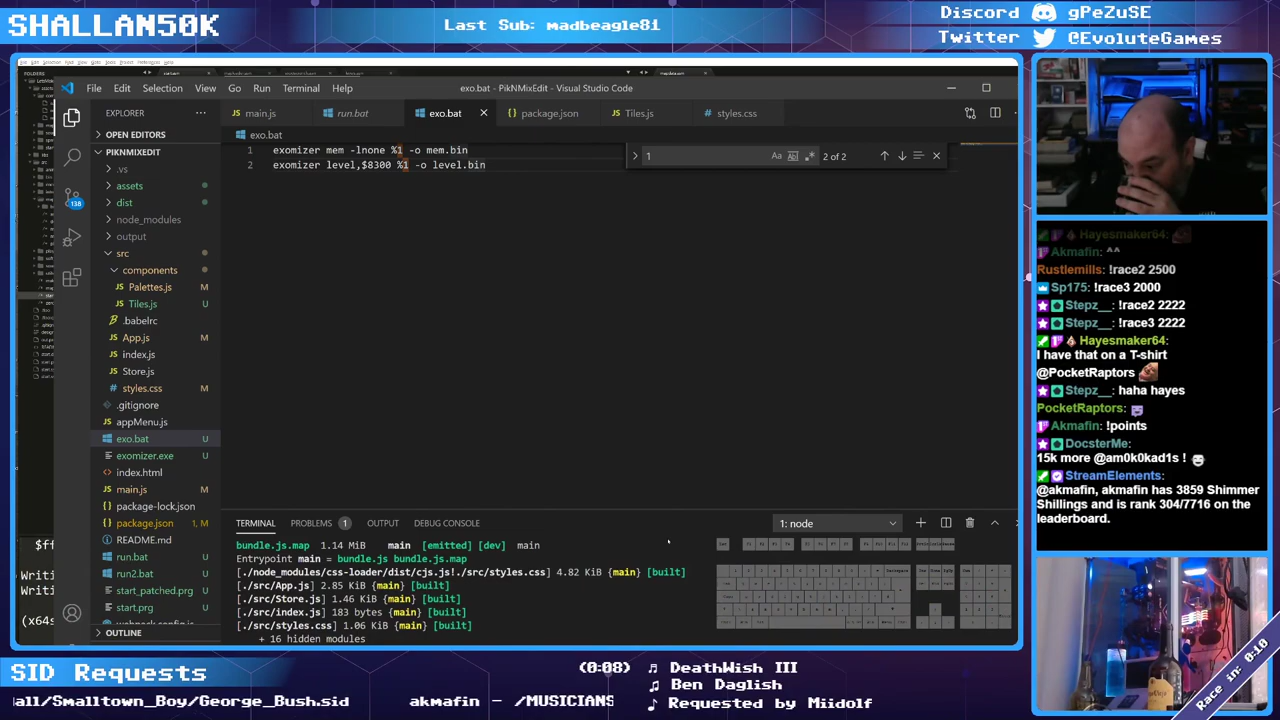 SHALLAN50K
Last Sub: madbeagle81
Discord gPeZuSE
Twitter @EvoluteGames
File Edit Selection View Go Run Terminal Help
exo.bat - PikNMixEdit - Visual Studio Code
EXPLORER
main.js run.bat exo.bat package.json Tiles.js styles.css
OPEN EDITORS
exo.bat
PIKNMIXEDIT
1 exomizer mem -lnone %1 -o mem.bin
2 exomizer level,$8300 %1 -o level.bin
1 Aa 2 of 2
.vs
assets
dist
138
node_modules
output
src
components
Palettes.js M
Tiles.js U
.babelrc
App.js M
index.js
Store.js
styles.css M
.gitignore
appMenu.js
exo.bat U
exomizer.exe U
index.html
main.js M
package-lock.json
package.json 1, M
README.md
run.bat U
run2.bat U
start_patched.prg U
start.prg U
OUTLINE
TERMINAL PROBLEMS 1 OUTPUT DEBUG CONSOLE
1: node
bundle.js.map 1.14 MiB main [emitted] [dev] main
Entrypoint main = bundle.js bundle.js.map
[./node_modules/css-loader/dist/cjs.js!./src/styles.css] 4.82 KiB {main} [built]
[./src/App.js] 2.85 KiB {main} [built]
[./src/Store.js] 1.46 KiB {main} [built]
[./src/index.js] 183 bytes {main} [built]
[./src/styles.css] 1.06 KiB {main} [built]
+ 16 hidden modules
$ff
Writi
Writi
(x64s
Hayesmaker64:
Akmafin: ^^
Rustlemills: !race2 2500
Sp175: !race3 2000
Stepz__: !race2 2222
Stepz__: !race3 2222
Hayesmaker64:
I have that on a T-shirt
@PocketRaptors
Stepz__: haha hayes
PocketRaptors:
Akmafin: !points
DocsterMe:
15k more @am0k0kad1s !
StreamElements:
@akmafin, akmafin has 3859 Shimmer
Shillings and is rank 304/7716 on the
leaderboard.
Race in: 0:10
SID Requests
all/Smalltown_Boy/George_Bush.sid akmafin - /MUSICIANS
(0:08) ♫ DeathWish III
♫ Ben Daglish
♪ Requested by Miidolf